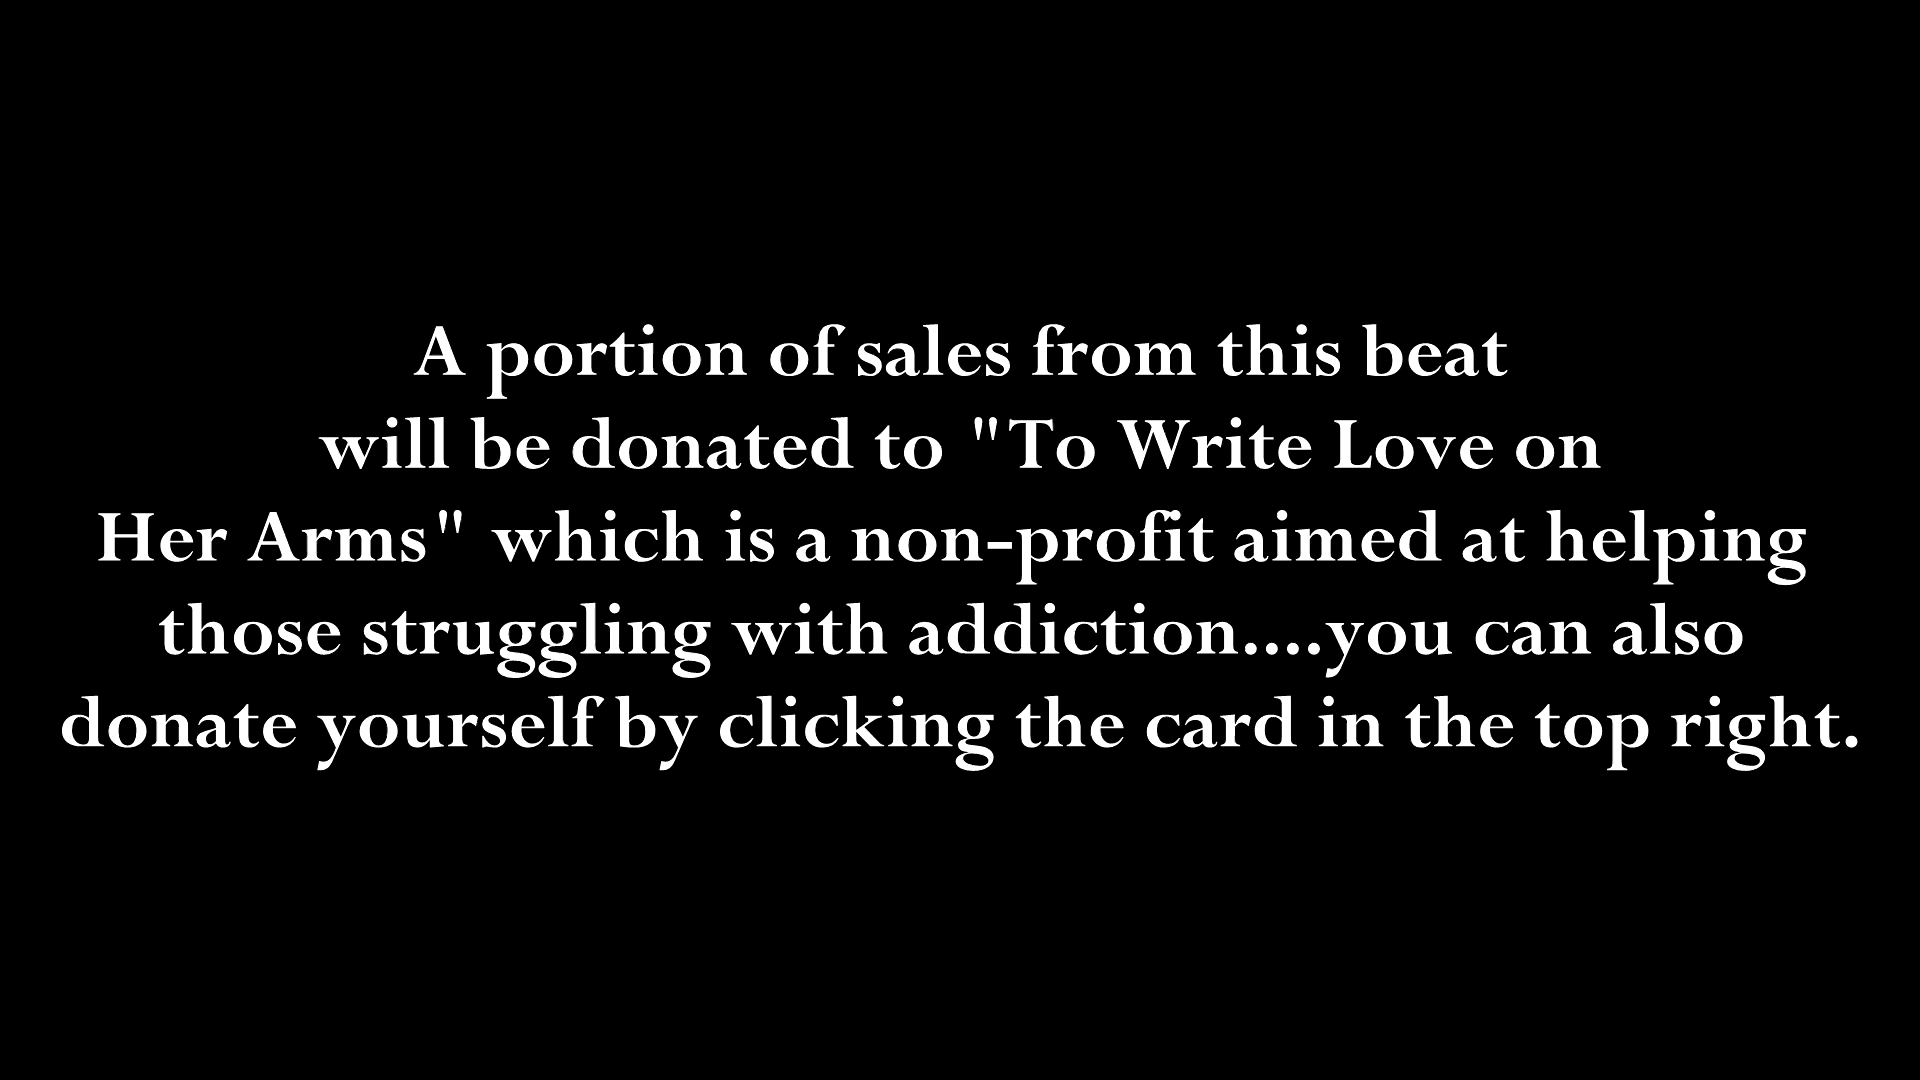 A portion of sales from this beat
will be donated to "To Write Love on
Her Arms" which is a non-profit aimed at helping
those struggling with addiction....you can also
donate yourself by clicking the card in the top right.